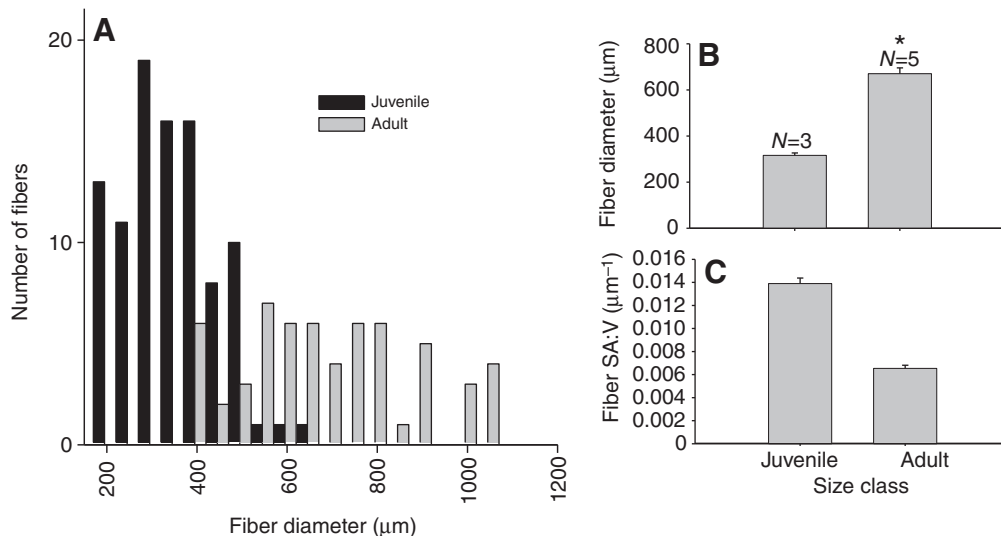 A
20
10
0
Number of fibers
Juvenile
Adult
200
400
600
800
1000
1200
Fiber diameter (μm)
B
Fiber diameter (μm)
800
600
400
200
0
N=3
*
N=5
C
Fiber SA:V (μm–1)
0.016
0.014
0.012
0.010
0.008
0.006
0.004
0.002
0
Juvenile
Adult
Size class